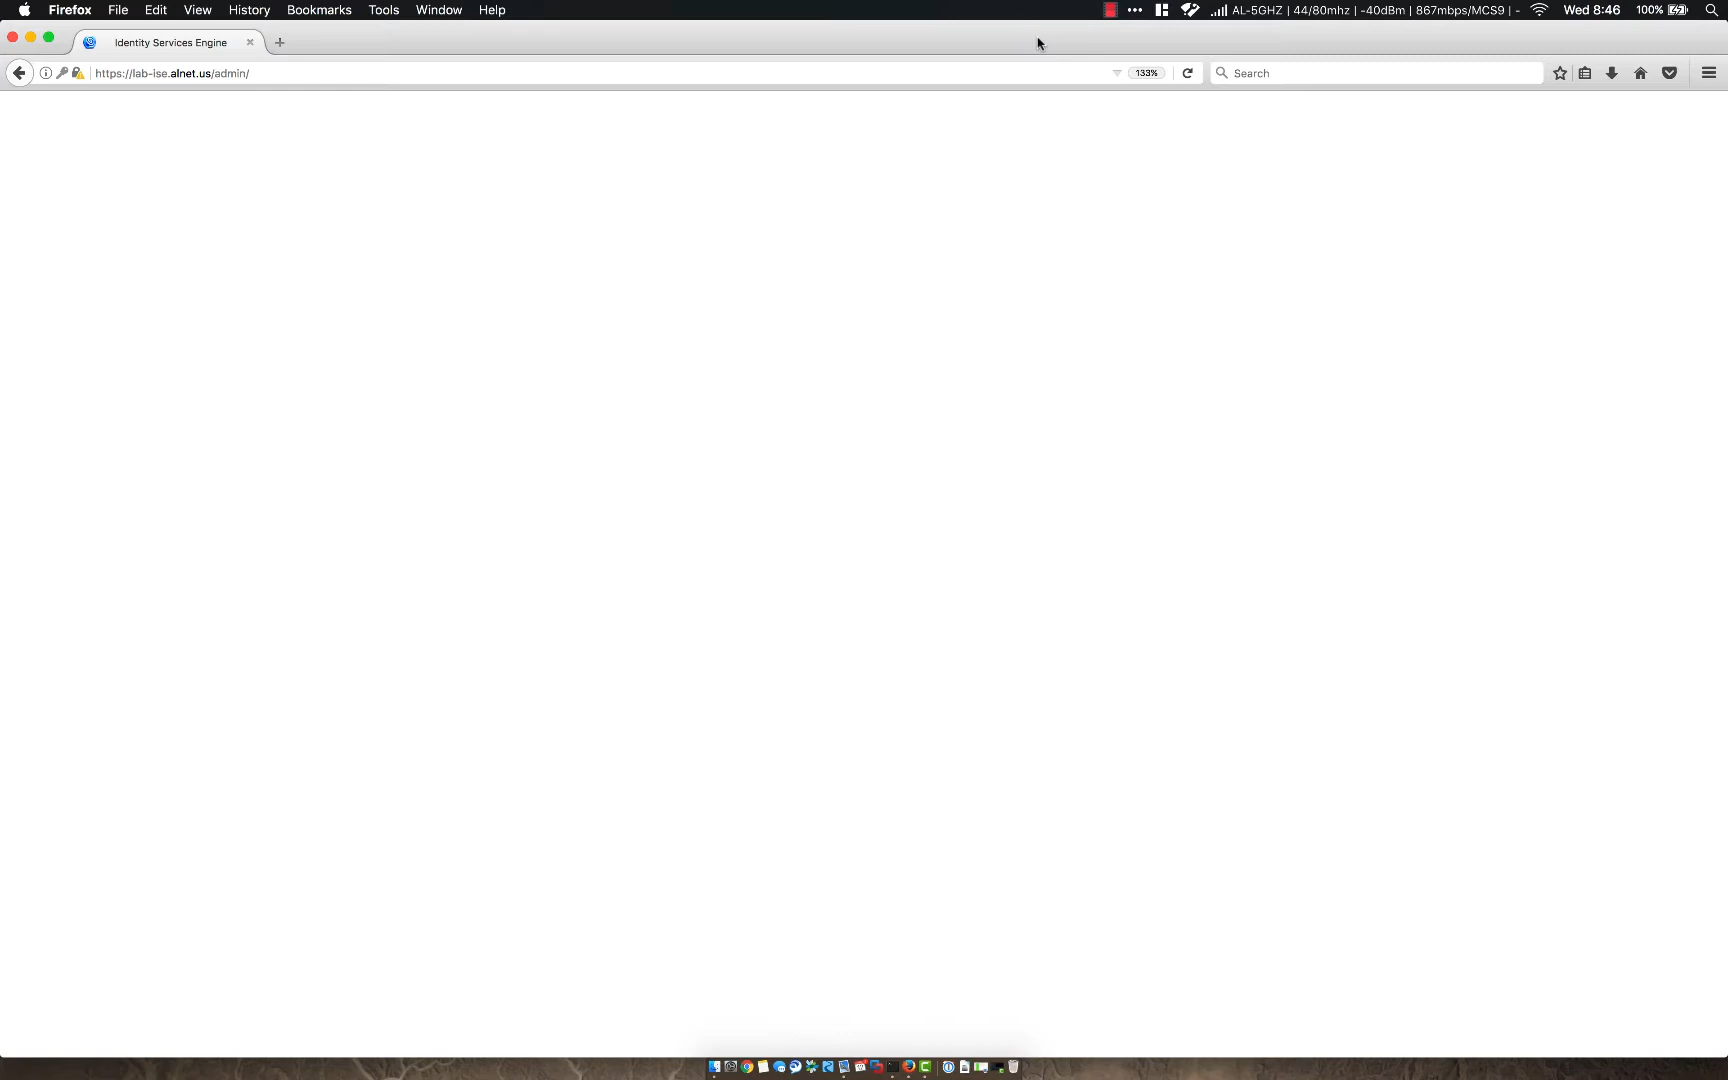 Firefox File Edit View History Bookmarks Tools Window Help AL-5GHZ | 44/80mhz | -40dBm | 867mbps/MCS9 | - Wed 8:46 100%
Identity Services Engine
https://lab-ise.alnet.us/admin/ 133% Search